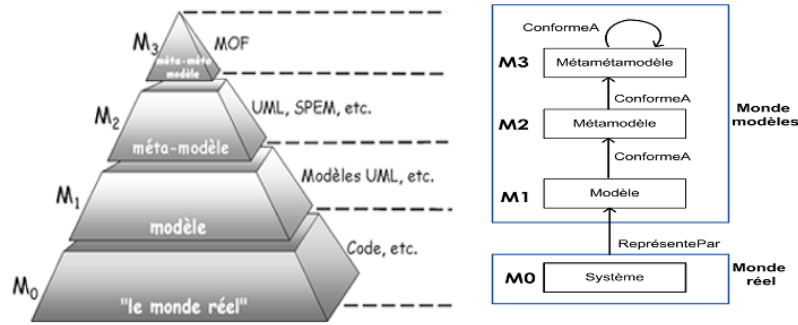 M3
MOF
méta-méta
modèle
M2
UML, SPEM, etc.
méta-modèle
M1
Modèles UML, etc.
modèle
Code, etc.
M0
"le monde réel"
ConformeA
M3
Métamétamodèle
ConformeA
M2
Métamodèle
Monde
modèles
ConformeA
M1
Modèle
ReprésentePar
M0
Système
Monde
réel